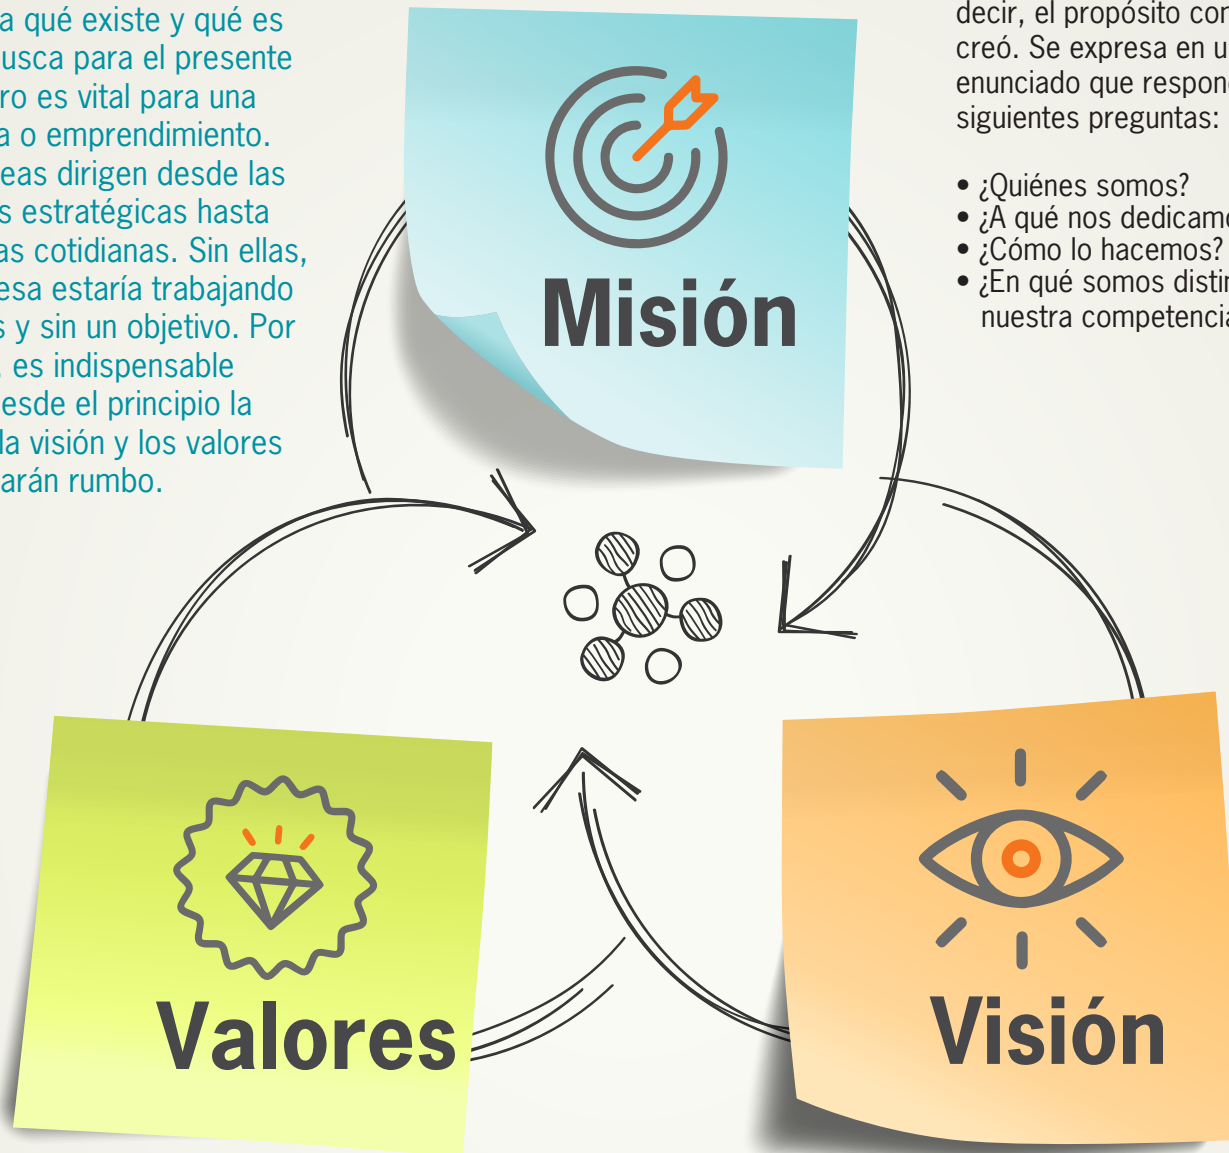 a qué existe y qué es
usca para el presente
ro es vital para una
a o emprendimiento.
eas dirigen desde las
s estratégicas hasta
as cotidianas. Sin ellas,
esa estaría trabajando
s y sin un objetivo. Por
, es indispensable
esde el principio la
la visión y los valores
arán rumbo.
Misión
decir, el propósito con
creó. Se expresa en u
enunciado que respon
siguientes preguntas:
• ¿Quiénes somos?
• ¿A qué nos dedicam
• ¿Cómo lo hacemos?
• ¿En qué somos distin
nuestra competencia
Valores
Visión